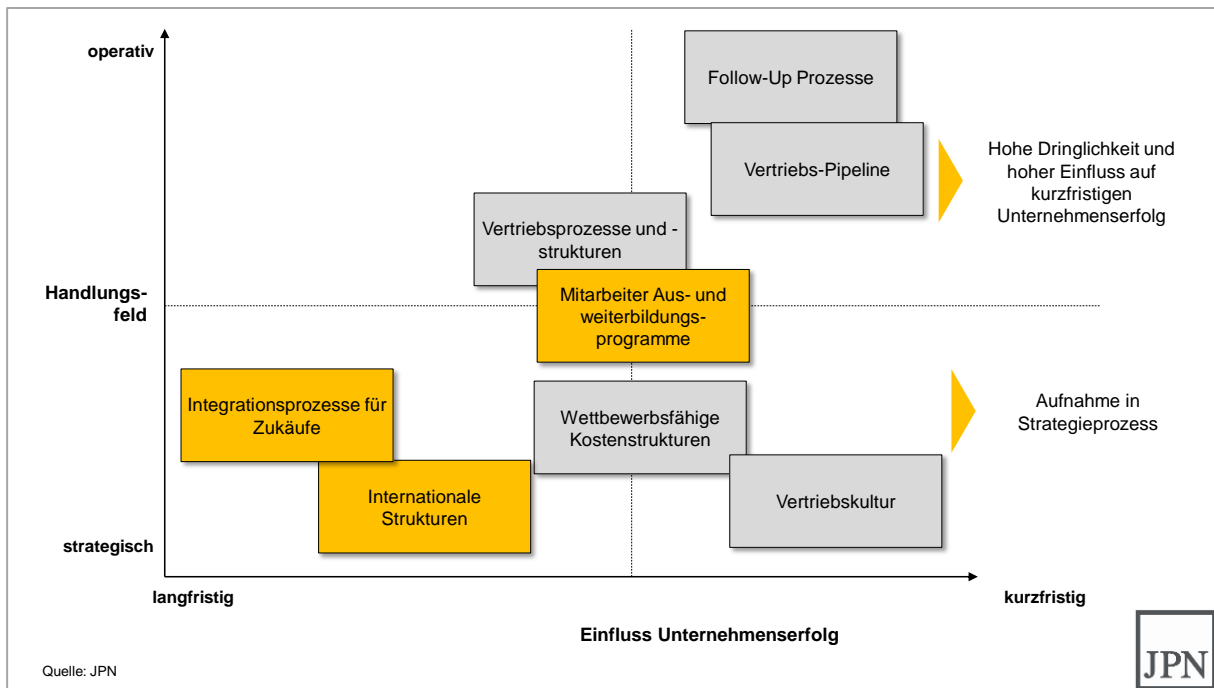 operativ
Follow-Up Prozesse
Vertriebs-Pipeline
Hohe Dringlichkeit und
hoher Einfluss auf
kurzfristigen
Unternehmenserfolg
Vertriebsprozesse und -
strukturen
Handlungs-
feld
Mitarbeiter Aus- und
weiterbildungs-
programme
Integrationsprozesse für
Zukäufe
Wettbewerbsfähige
Kostenstrukturen
Aufnahme in
Strategieprozess
Internationale
Strukturen
Vertriebskultur
strategisch
langfristig
kurzfristig
Einfluss Unternehmenserfolg
Quelle: JPN
JPN